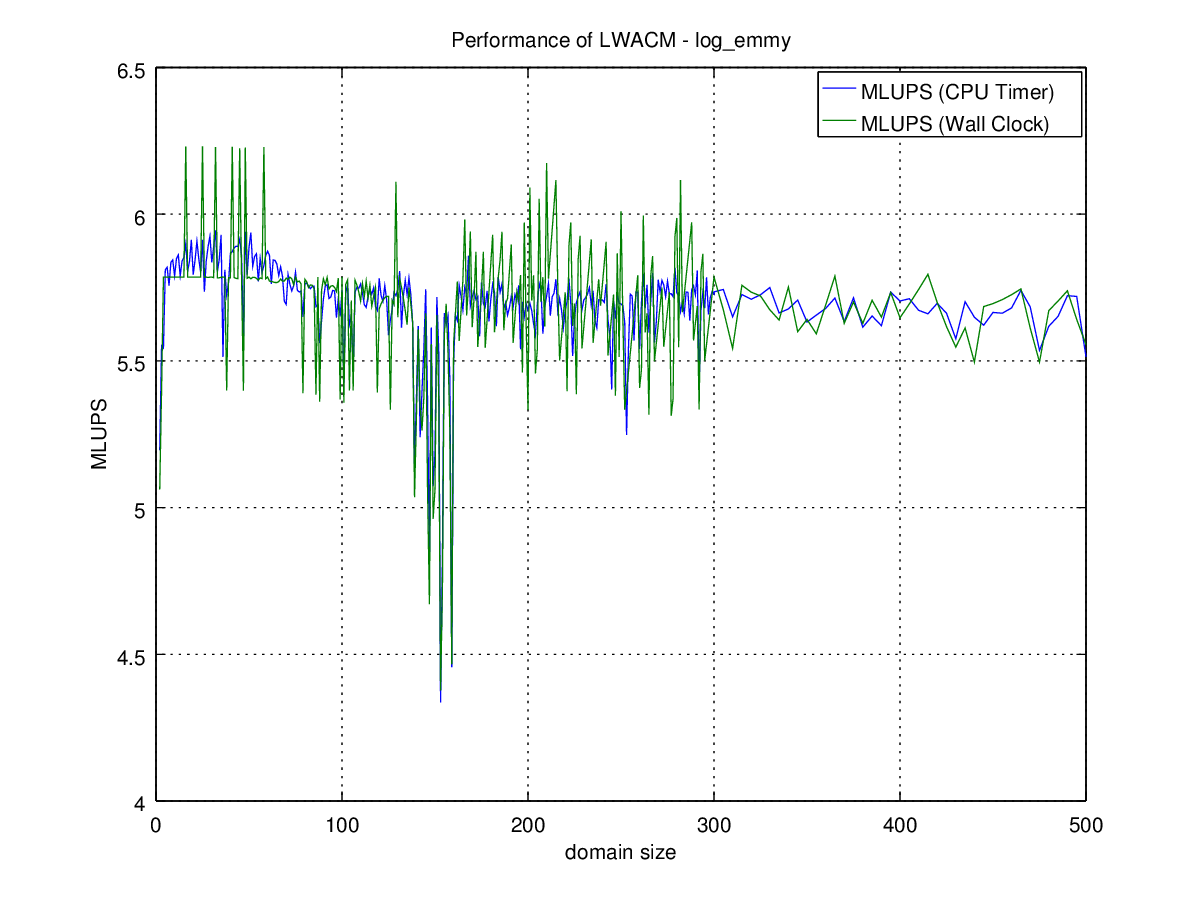 Performance of LWACM - log_emmy
MLUPS (CPU Timer)
MLUPS (Wall Clock)
6.5
6
5.5
5
4.5
4
MLUPS
0 100 200 300 400 500
domain size